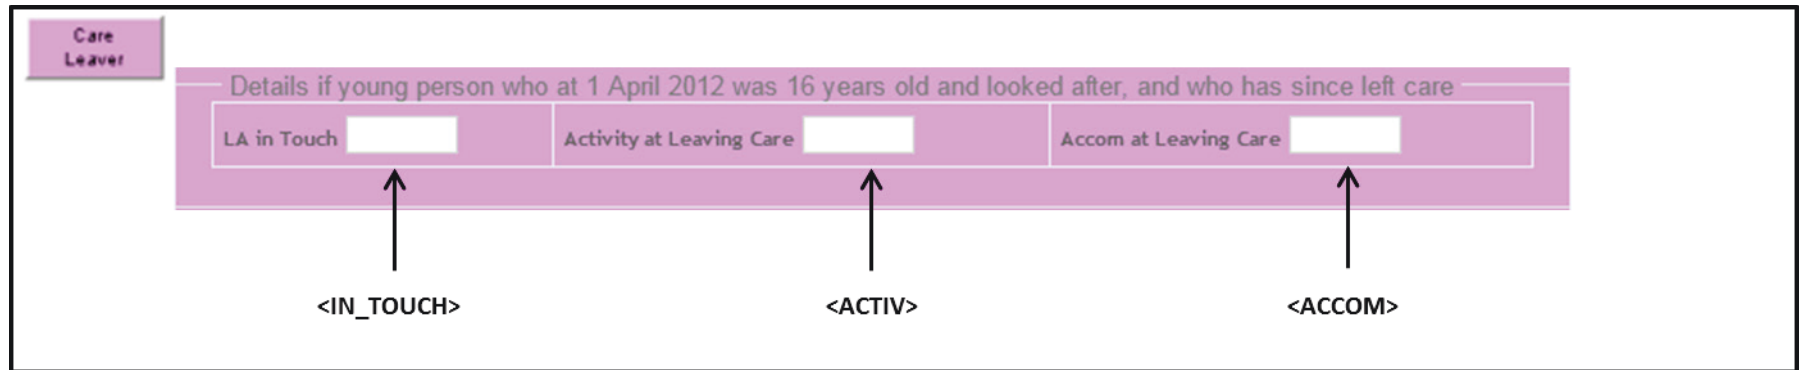 Care
Leaver
Details if young person who at 1 April 2012 was 16 years old and looked after, and who has since left care
LA in Touch Activity at Leaving Care Accom at Leaving Care
<IN_TOUCH> <ACTIV> <ACCOM>